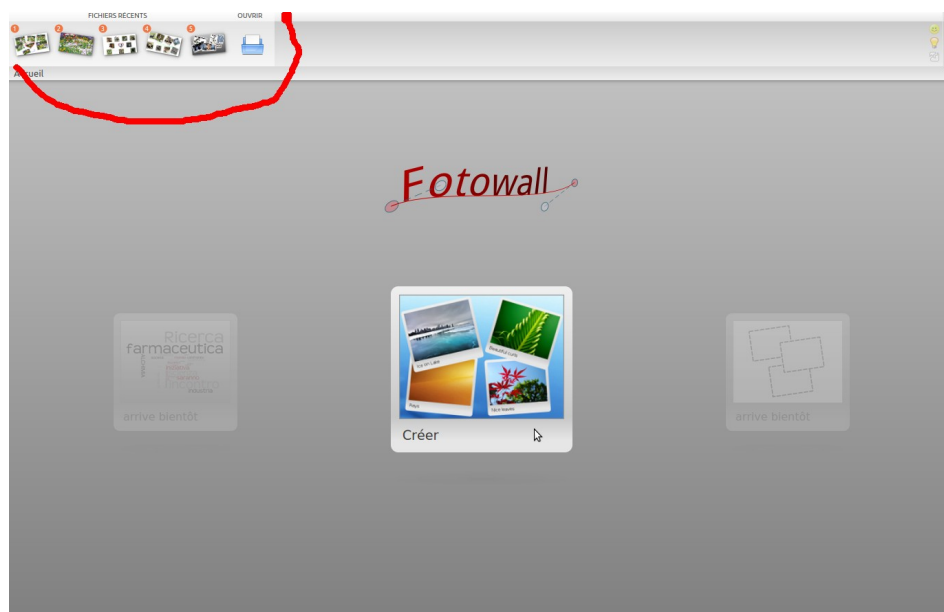 FICHIERS RÉCENTS
OUVRIR
1
2
3
4
5
Accueil
Fotowall
Ricerca
farmaceutica
arrive bientôt
Créer
arrive bientôt